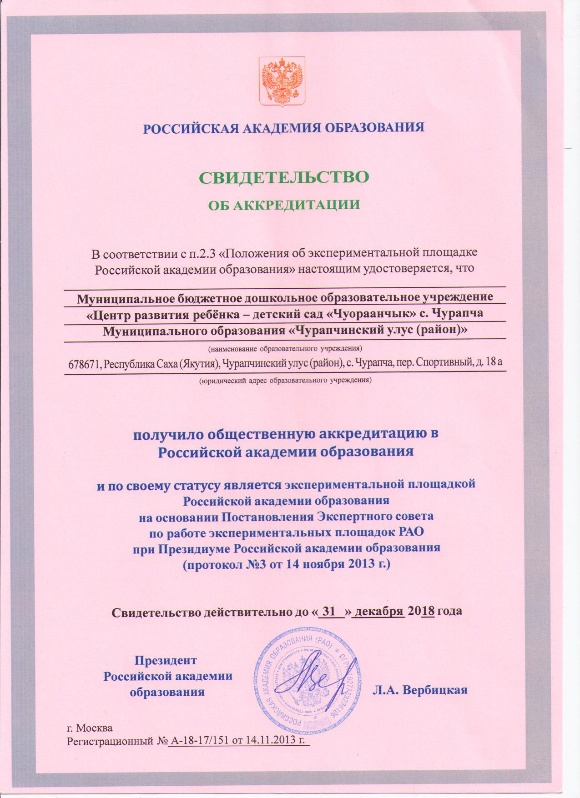 РОССИЙСКАЯ АКАДЕМИЯ ОБРАЗОВАНИЯ
СВИДЕТЕЛЬСТВО
ОБ АККРЕДИТАЦИИ
В соответствии с п.2.3 «Положения об экспериментальной площадке
Российской академии образования» настоящим удостоверяется, что
Муниципальное бюджетное дошкольное образовательное учреждение
«Центр развития ребёнка – детский сад «Чуораанчык» с. Чурапча
Муниципального образования «Чурапчинский улус (район)»
(наименование образовательного учреждения)
678671, Республика Саха (Якутия), Чурапчинский улус (район), с. Чурапча, пер. Спортивный, д. 18 а
(юридический адрес образовательного учреждения)
получило общественную аккредитацию в
Российской академии образования
и по своему статусу является экспериментальной площадкой
Российской академии образования
на основании Постановления Экспертного совета
по работе экспериментальных площадок РАО
при Президиуме Российской академии образования
(протокол №3 от 14 ноября 2013 г.)
Свидетельство действительно до « 31 » декабря 2018 года
Президент
Российской академии
образования
Л.А. Вербицкая
РОССИЙСКАЯ АКАДЕМИЯ ОБРАЗОВАНИЯ (РАО)
г. Москва
Регистрационный № А-18-17/151 от 14.11.2013 г.